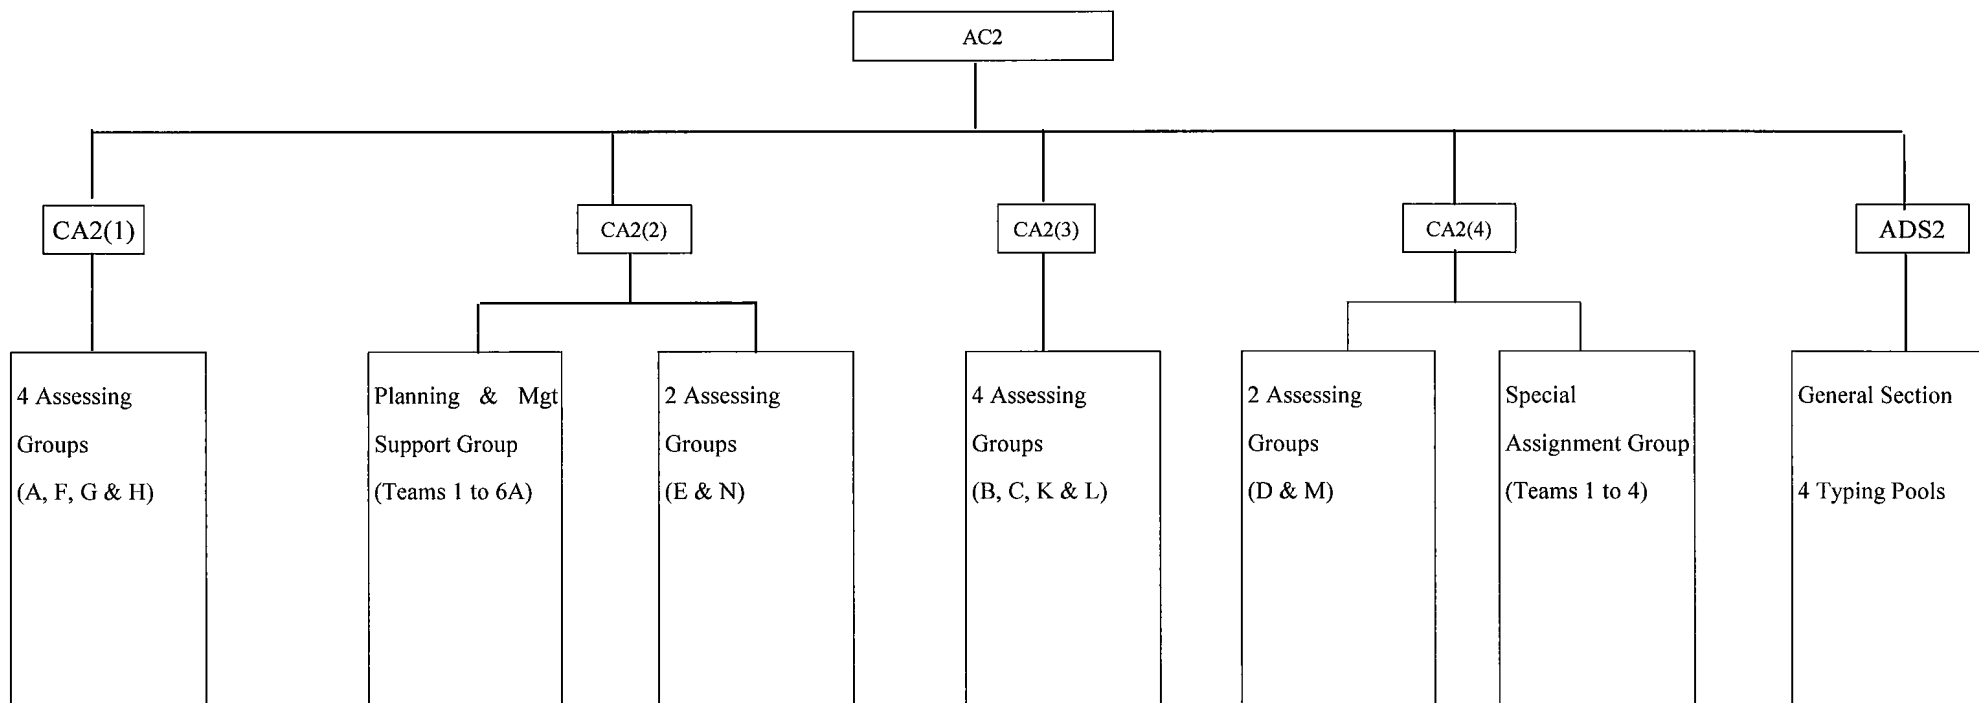 AC2
CA2(1)
CA2(2)
CA2(3)
CA2(4)
ADS2
4 Assessing
Groups
(A, F, G & H)
Planning & Mgt
Support Group
(Teams 1 to 6A)
2 Assessing
Groups
(E & N)
4 Assessing
Groups
(B, C, K & L)
2 Assessing
Groups
(D & M)
Special
Assignment Group
(Teams 1 to 4)
General Section
4 Typing Pools